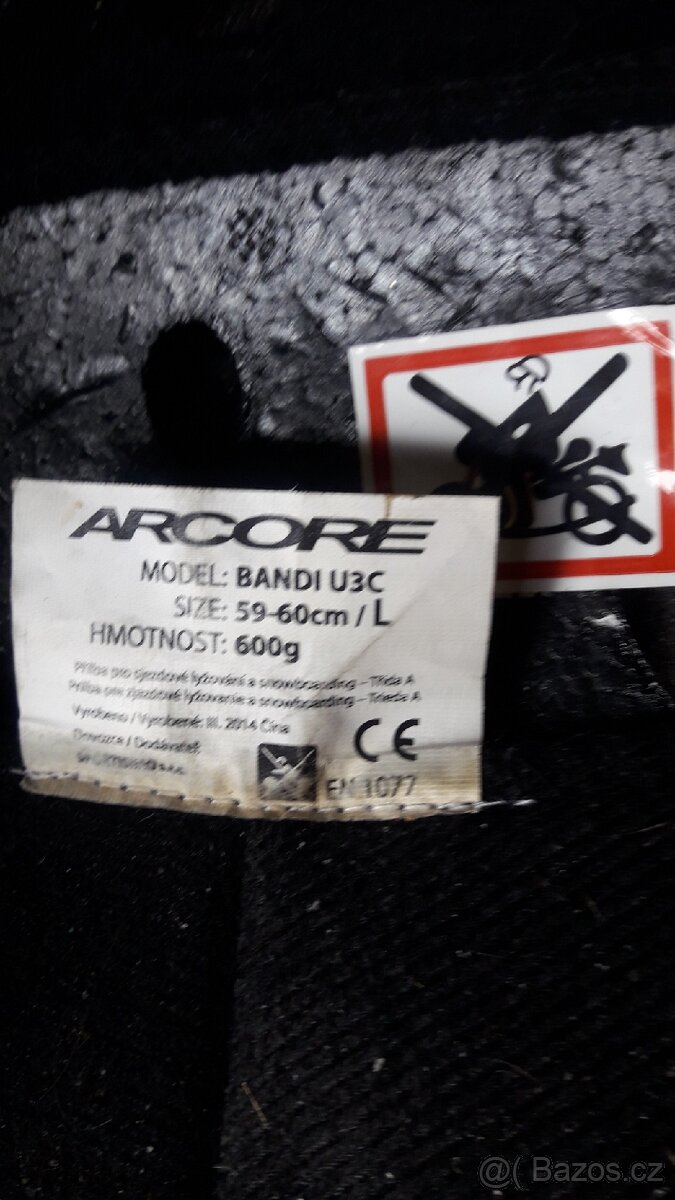 ARCORE
MODEL: BANDI U3C
SIZE: 59-60cm / L
HMOTNOST: 600g
Přilba pro sjezdové lyžování a snowboarding – Třída A
Prilba pre zjazdové lyžovanie a snowboarding – Trieda A
Vyrobeno / Vyrobené: III. 2014 Čína
Dovozce / Dodávateľ:
CE
EN 1077
@( Bazos.cz